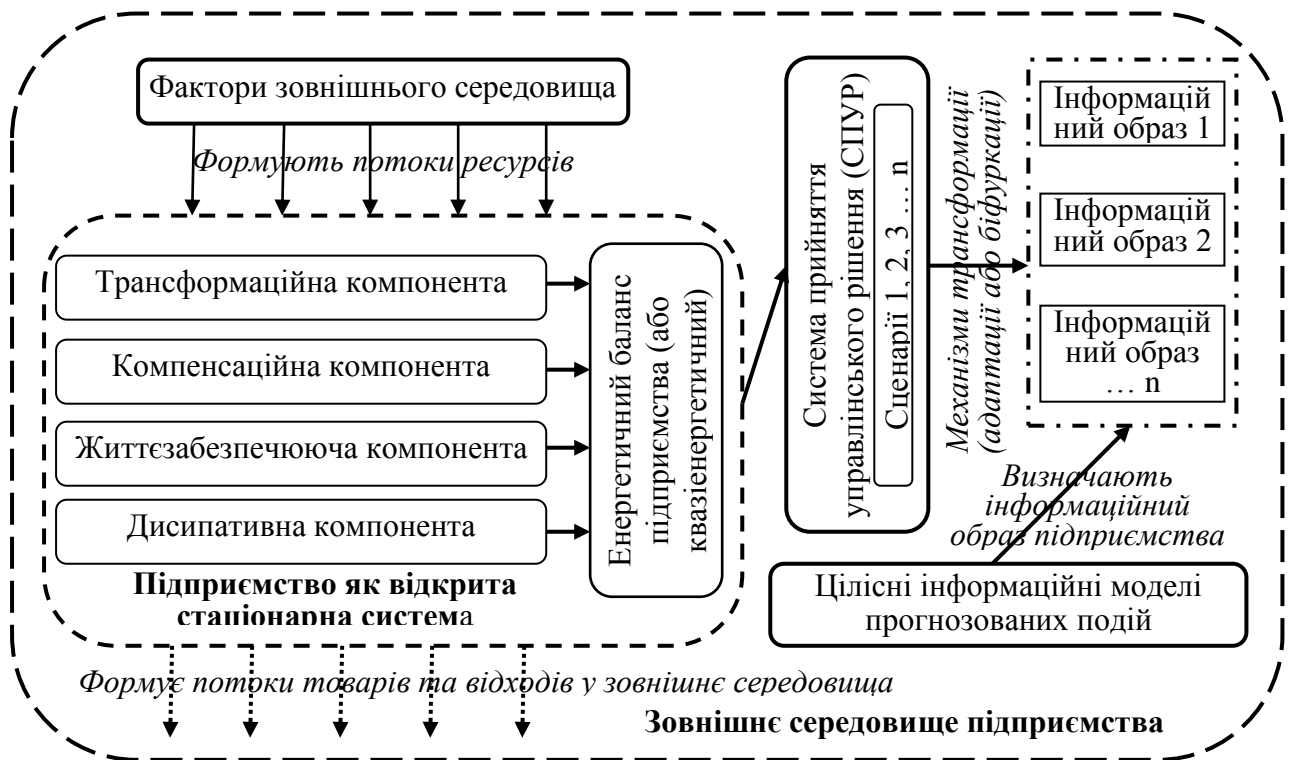 Фактори зовнішнього середовища
Формують потоки ресурсів
Трансформаційна компонента
Компенсаційна компонента
Життєзабезпечююча компонента
Дисипативна компонента
Підприємство як відкрита
стаціонарна система
Енергетичний баланс
підприємства (або
квазіенергетичний)
Формує потоки товарів та відходів у зовнішнє середовища
Система прийняття
управлінського рішення (СПУР)
Сценарії 1, 2, 3 … n
Механізми трансформації
(адаптації або біфуркації)
Інформацій
ний образ 1
Інформацій
ний образ 2
Інформацій
ний образ
… n
Визначають
інформаційний
образ підприємства
Цілісні інформаційні моделі
прогнозованих подій
Зовнішнє середовище підприємства